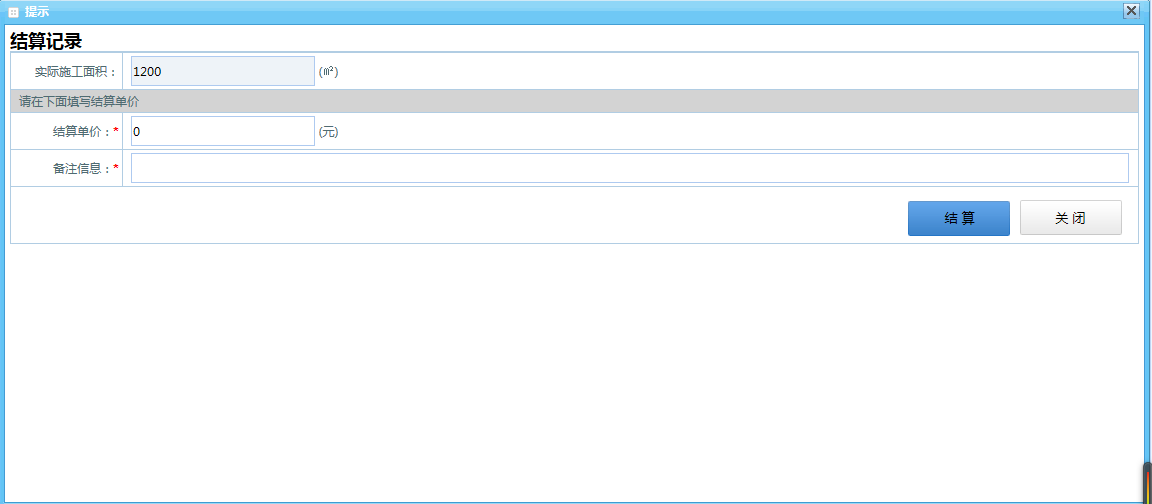 提示
结算记录
实际施工面积： 1200 (㎡)
请在下面填写结算单价
结算单价：* 0 (元)
备注信息：*
结 算 关 闭